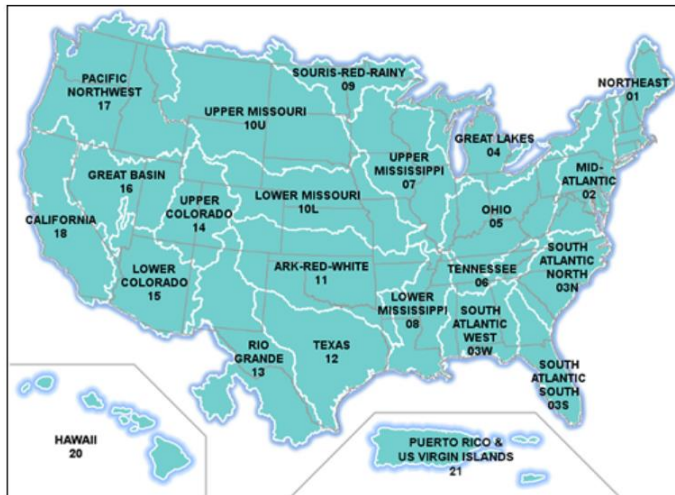 SOURIS-RED-RAINY
09
NORTHEAST
01
PACIFIC
NORTHWEST
17
UPPER MISSOURI
10U
GREAT LAKES
04
UPPER
MISSISSIPPI
07
MID-
ATLANTIC
02
GREAT BASIN
16
LOWER MISSOURI
10L
UPPER
COLORADO
14
OHIO
05
CALIFORNIA
18
SOUTH
ATLANTIC
NORTH
03N
LOWER
COLORADO
15
ARK-RED-WHITE
11
TENNESSEE
06
LOWER
MISSISSIPPI
08
SOUTH
ATLANTIC
WEST
03W
RIO
GRANDE
13
TEXAS
12
SOUTH
ATLANTIC
SOUTH
03S
HAWAII
20
PUERTO RICO &
US VIRGIN ISLANDS
21